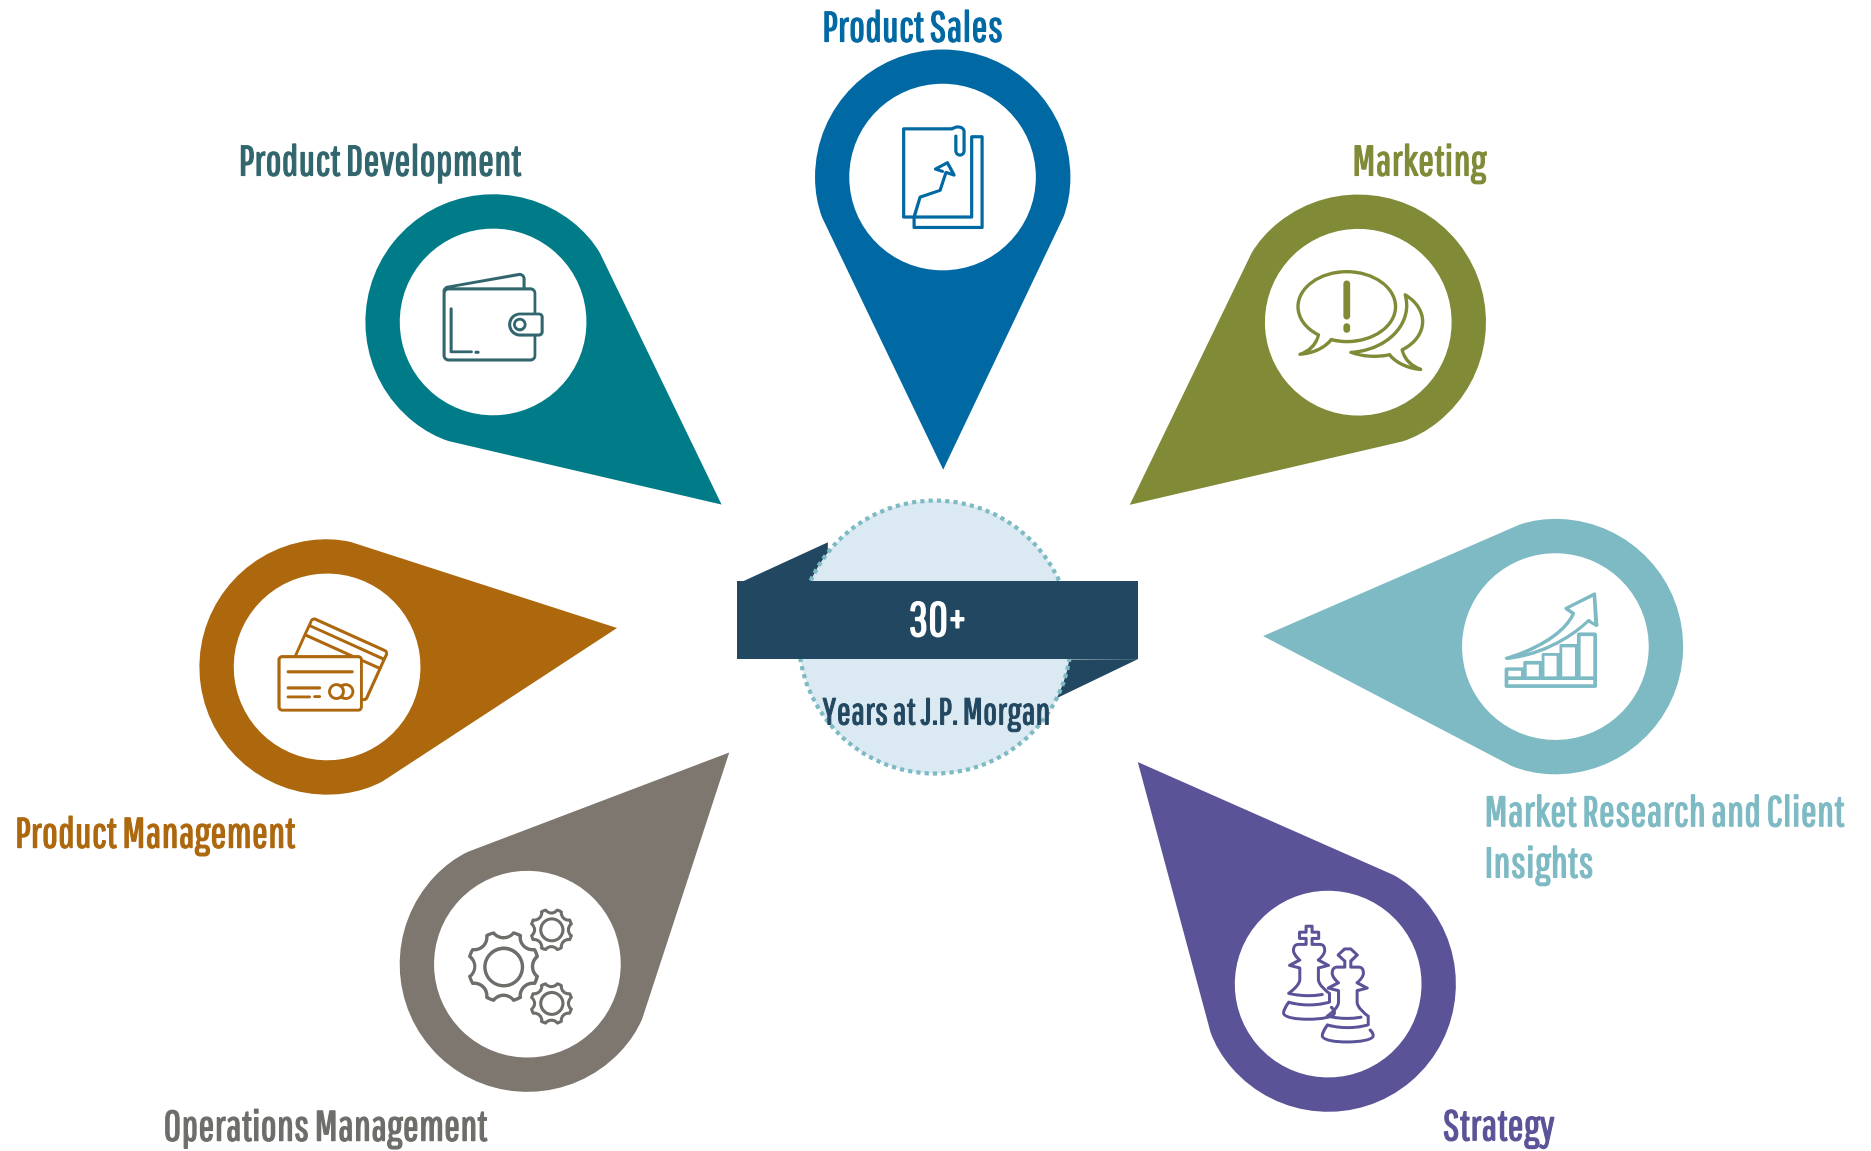 Product Sales
Product Development
Marketing
30+
Years at J.P. Morgan
Product Management
Market Research and Client
Insights
Operations Management
Strategy